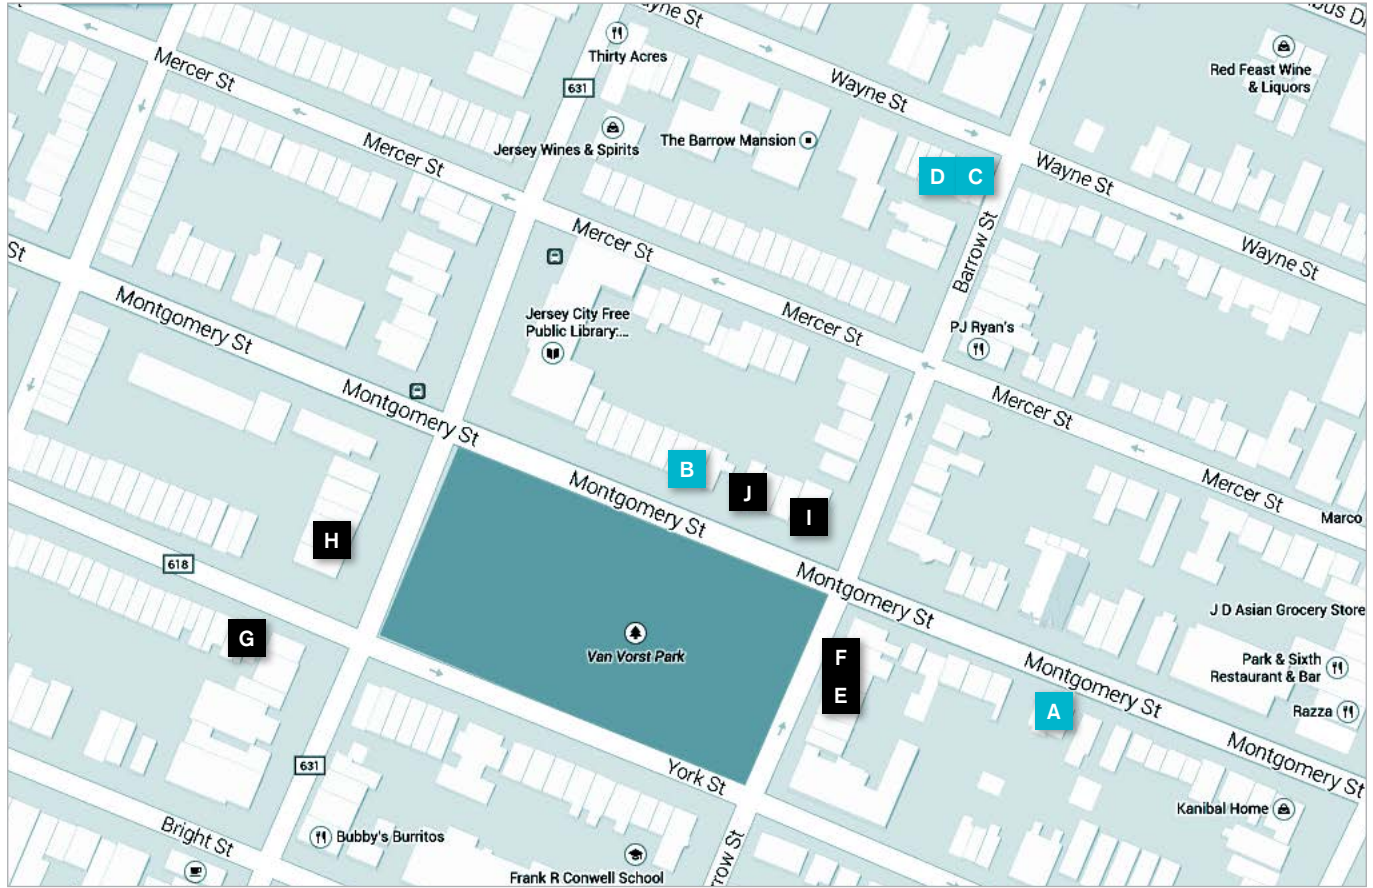 yne St
bus D
Thirty Acres
Mercer St
631
Wayne St
Red Feast Wine
& Liquors
Jersey Wines & Spirits
The Barrow Mansion
Mercer St
D
C
Wayne St
Barrow St
Mercer St
Wayne St
St
Montgomery St
Jersey City Free
Public Library:...
Mercer St
PJ Ryan's
Montgomery St
Mercer St
B
J
I
Montgomery St
Mercer St
Marco
H
618
Montgomery St
J D Asian Grocery Store
G
Van Vorst Park
F
E
Montgomery St
Park & Sixth
Restaurant & Bar
A
Razza
Montgomery St
631
York St
Kanibal Home
Bright St
Bubby's Burritos
Frank R Conwell School
rrow St